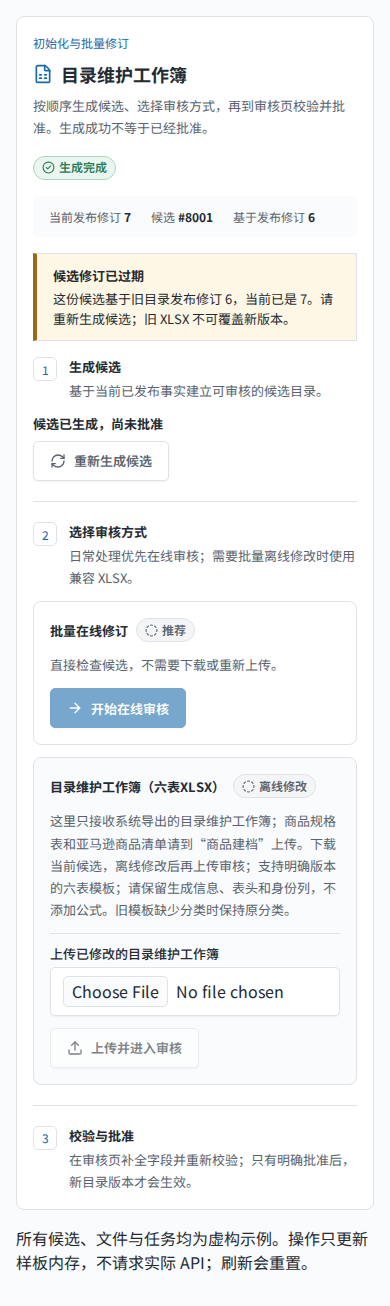 初始化与批量修订
目录维护工作簿
按顺序生成候选、选择审核方式，再到审核页校验并批
准。生成成功不等于已经批准。
生成完成
当前发布修订 7 候选 #8001 基于发布修订 6
候选修订已过期
这份候选基于旧目录发布修订 6，当前已是 7。请
重新生成候选；旧 XLSX 不可覆盖新版本。
1 生成候选
基于当前已发布事实建立可审核的候选目录。
候选已生成，尚未批准
重新生成候选
2 选择审核方式
日常处理优先在线审核；需要批量离线修改时使用
兼容 XLSX。
批量在线修订 推荐
直接检查候选，不需要下载或重新上传。
开始在线审核
目录维护工作簿（六表XLSX） 离线修改
这里只接收系统导出的目录维护工作簿；商品规格
表和亚马逊商品清单请到“商品建档”上传。下载
当前候选，离线修改后再上传审核；支持明确版本
的六表模板；请保留生成信息、表头和身份列，不
添加公式。旧模板缺少分类时保持原分类。
上传已修改的目录维护工作簿
Choose File No file chosen
上传并进入审核
3 校验与批准
在审核页补全字段并重新校验；只有明确批准后，
新目录版本才会生效。
所有候选、文件与任务均为虚构示例。操作只更新
样板内存，不请求实际 API；刷新会重置。